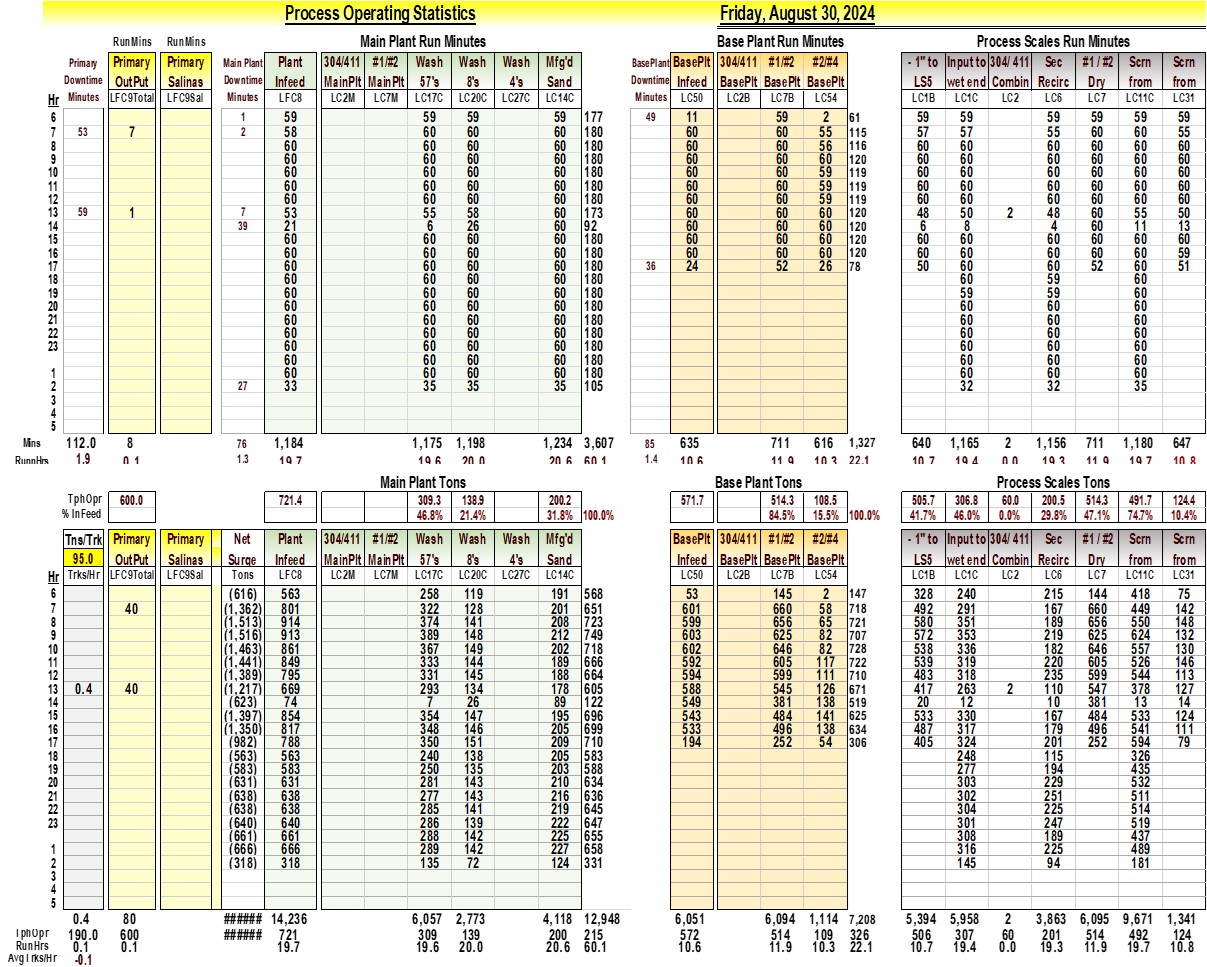 Process Operating Statistics Friday, August 30, 2024
RunMins RunMins Main Plant Run Minutes Base Plant Run Minutes Process Scales Run Minutes
Primary Primary Primary Main Plant Plant 304/411 #1/#2 Wash Wash Wash Mfg'd BasePlant BasePlt 304/411 #1/#2 #2/#4 - 1" to Input to 304/ 411 Sec #1 / #2 Scrn Scrn
Downtime OutPut Salinas Downtime Infeed MainPlt MainPlt 57's 8's 4's Sand Downtime Infeed BasePlt BasePlt BasePlt LS5 wet end Combin Recirc Dry from from
Hr Minutes LFC9Total LFC9Sal Minutes LFC8 LC2M LC7M LC17C LC20C LC27C LC14C Minutes LC50 LC2B LC7B LC54 LC1B LC1C LC2 LC6 LC7 LC11C LC31
6 1 59 59 59 59 177 49 11 59 2 61 59 59 59 59 59 59
7 53 7 2 58 60 60 60 180 60 60 55 115 57 57 55 60 60 55
8 60 60 60 60 180 60 60 56 116 60 60 60 60 60 60
9 60 60 60 60 180 60 60 60 120 60 60 60 60 60 60
10 60 60 60 60 180 60 60 59 119 60 60 60 60 60 60
11 60 60 60 60 180 60 60 59 119 60 60 60 60 60 60
12 60 60 60 60 180 60 60 59 119 60 60 60 60 60 60
13 59 1 7 53 55 58 60 173 60 60 60 120 48 50 2 48 60 55 50
14 39 21 6 26 60 92 60 60 60 120 6 8 4 60 11 13
15 60 60 60 60 180 60 60 60 120 60 60 60 60 60 60
16 60 60 60 60 180 60 60 60 120 60 60 60 60 60 59
17 60 60 60 60 180 36 24 52 26 78 50 60 60 52 60 51
18 60 60 60 60 180 60 59 60
19 60 60 60 60 180 59 59 60
20 60 60 60 60 180 60 60 60
21 60 60 60 60 180 60 60 60
22 60 60 60 60 180 60 60 60
23 60 60 60 60 180 60 60 60
60 60 60 60 180 60 60 60
1 60 60 60 60 180 60 60 60
2 27 33 35 35 35 105 32 32 35
3
4
5
Mins 112.0 8 76 1,184 1,175 1,198 1,234 3,607 85 635 711 616 1,327 640 1,165 2 1,156 711 1,180 647
RunnHrs 1.9 0.1 1.3 19.7 19.6 20.0 20.6 60.1 1.4 10.6 11.9 10.3 22.1 10.7 19.4 0.0 19.3 11.9 19.7 10.8
Main Plant Tons Base Plant Tons Process Scales Tons
TphOpr 600.0 721.4 309.3 138.9 200.2 571.7 514.3 108.5 505.7 306.8 60.0 200.5 514.3 491.7 124.4
% InFeed 46.8% 21.4% 31.8% 100.0% 84.5% 15.5% 100.0% 41.7% 46.0% 0.0% 29.8% 47.1% 74.7% 10.4%
Tns/Trk Primary Primary Net Plant 304/411 #1/#2 Wash Wash Wash Mfg'd BasePlt 304/411 #1/#2 #2/#4 - 1" to Input to 304/ 411 Sec #1 / #2 Scrn Scrn
95.0 OutPut Salinas Surge Infeed MainPlt MainPlt 57's 8's 4's Sand Infeed BasePlt BasePlt BasePlt LS5 wet end Combin Recirc Dry from from
Hr Trks/Hr LFC9Total LFC9Sal Tons LFC8 LC2M LC7M LC17C LC20C LC27C LC14C LC50 LC2B LC7B LC54 LC1B LC1C LC2 LC6 LC7 LC11C LC31
6 (616) 563 258 119 191 568 53 145 2 147 328 240 215 144 418 75
7 40 (1,362) 801 322 128 201 651 601 660 58 718 492 291 167 660 449 142
8 (1,513) 914 374 141 208 723 599 656 65 721 580 351 189 656 550 148
9 (1,516) 913 389 148 212 749 603 625 82 707 572 353 219 625 624 132
10 (1,463) 861 367 149 202 718 602 646 82 728 538 336 182 646 557 130
11 (1,441) 849 333 144 189 666 592 605 117 722 539 319 220 605 526 146
12 (1,389) 795 331 145 188 664 594 599 111 710 483 318 235 599 544 113
13 0.4 40 (1,217) 669 293 134 178 605 588 545 126 671 417 263 2 110 547 378 127
14 (623) 74 7 26 89 122 549 381 138 519 20 12 10 381 13 14
15 (1,397) 854 354 147 195 696 543 484 141 625 533 330 167 484 533 124
16 (1,350) 817 348 146 205 699 533 496 138 634 487 317 179 496 541 111
17 (982) 788 350 151 209 710 194 252 54 306 405 324 201 252 594 79
18 (563) 563 240 138 205 583 248 115 326
19 (583) 583 250 135 203 588 277 194 435
20 (631) 631 281 143 210 634 303 229 532
21 (638) 638 277 143 216 636 302 251 511
22 (638) 638 285 141 219 645 304 225 514
23 (640) 640 286 139 222 647 301 247 519
(661) 661 288 142 225 655 308 189 437
1 (666) 666 289 142 227 658 316 225 489
2 (318) 318 135 72 124 331 145 94 181
3
4
5
0.4 80 ###### 14,236 6,057 2,773 4,118 12,948 6,051 6,094 1,114 7,208 5,394 5,958 2 3,863 6,095 9,671 1,341
TphOpr 190.0 600 ###### 721 309 139 200 215 572 514 109 326 506 307 60 201 514 492 124
RunHrs 0.1 0.1 19.7 19.6 20.0 20.6 60.1 10.6 11.9 10.3 22.1 10.7 19.4 0.0 19.3 11.9 19.7 10.8
AvgTrks/Hr -0.1